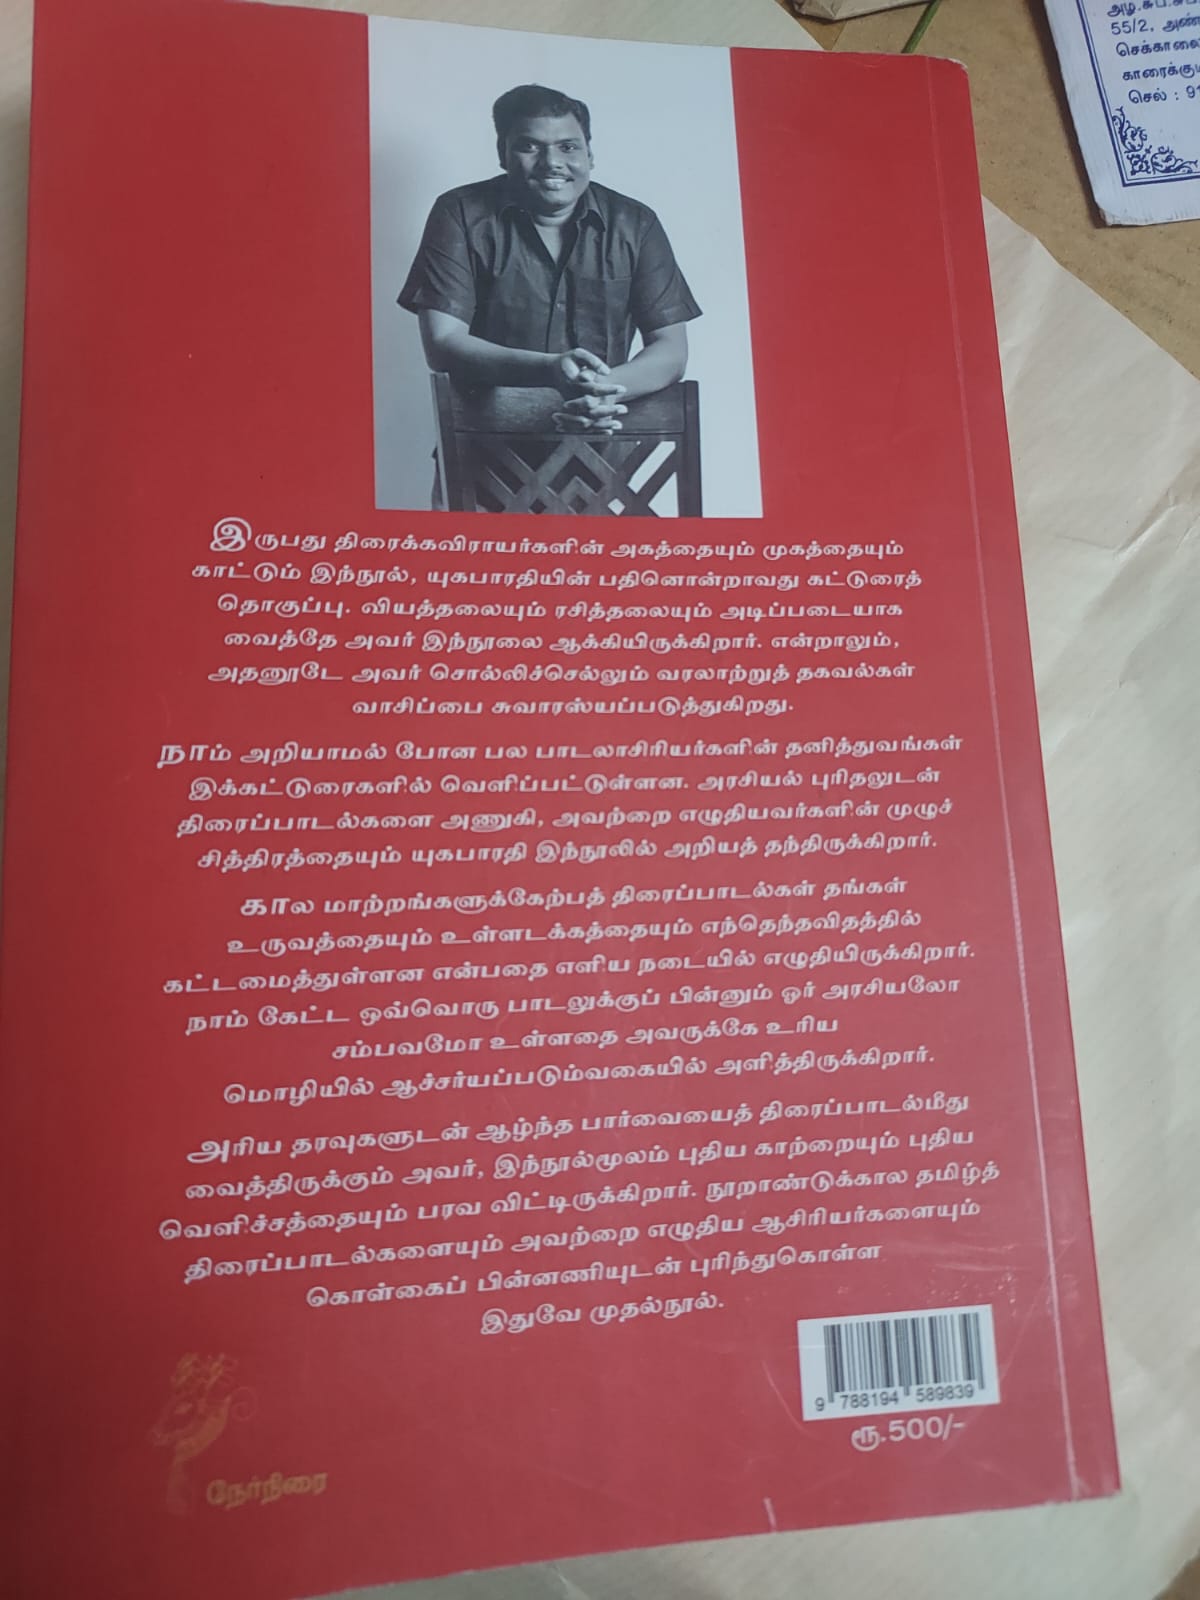 அழ.சுப.சுப
55/2, அண்
செக்காலை
காரைக்குடி
செல் : 91
இருபது திரைக்கவிராயர்களின் அகத்தையும் முகத்தையும்
காட்டும் இந்நூல், யுகபாரதியின் பதினொன்றாவது கட்டுரைத்
தொகுப்பு. வியத்தலையும் ரசித்தலையும் அடிப்படையாக
வைத்தே அவர் இந்நூலை ஆக்கியிருக்கிறார். என்றாலும்,
அதனூடே அவர் சொல்லிச்செல்லும் வரலாற்றுத் தகவல்கள்
வாசிப்பை சுவாரஸ்யப்படுத்துகிறது.
நாம் அறியாமல் போன பல பாடலாசிரியர்களின் தனித்துவங்கள்
இக்கட்டுரைகளில் வெளிப்பட்டுள்ளன. அரசியல் புரிதலுடன்
திரைப்பாடல்களை அணுகி, அவற்றை எழுதியவர்களின் முழுச்
சித்திரத்தையும் யுகபாரதி இந்நூலில் அறியத் தந்திருக்கிறார்.
கால மாற்றங்களுக்கேற்பத் திரைப்பாடல்கள் தங்கள்
உருவத்தையும் உள்ளடக்கத்தையும் எந்தெந்தவிதத்தில்
கட்டமைத்துள்ளன என்பதை எளிய நடையில் எழுதியிருக்கிறார்.
நாம் கேட்ட ஒவ்வொரு பாடலுக்குப் பின்னும் ஓர் அரசியலோ
சம்பவமோ உள்ளதை அவருக்கே உரிய
மொழியில் ஆச்சர்யப்படும்வகையில் அளித்திருக்கிறார்.
அரிய தரவுகளுடன் ஆழ்ந்த பார்வையைத் திரைப்பாடல்மீது
வைத்திருக்கும் அவர், இந்நூல்மூலம் புதிய காற்றையும் புதிய
வெளிச்சத்தையும் பரவ விட்டிருக்கிறார். நூறாண்டுக்கால தமிழ்த்
திரைப்பாடல்களையும் அவற்றை எழுதிய ஆசிரியர்களையும்
கொள்கைப் பின்னணியுடன் புரிந்துகொள்ள
இதுவே முதல்நூல்.
9 788194 589839
ரூ.500/-
நேர்நிரை